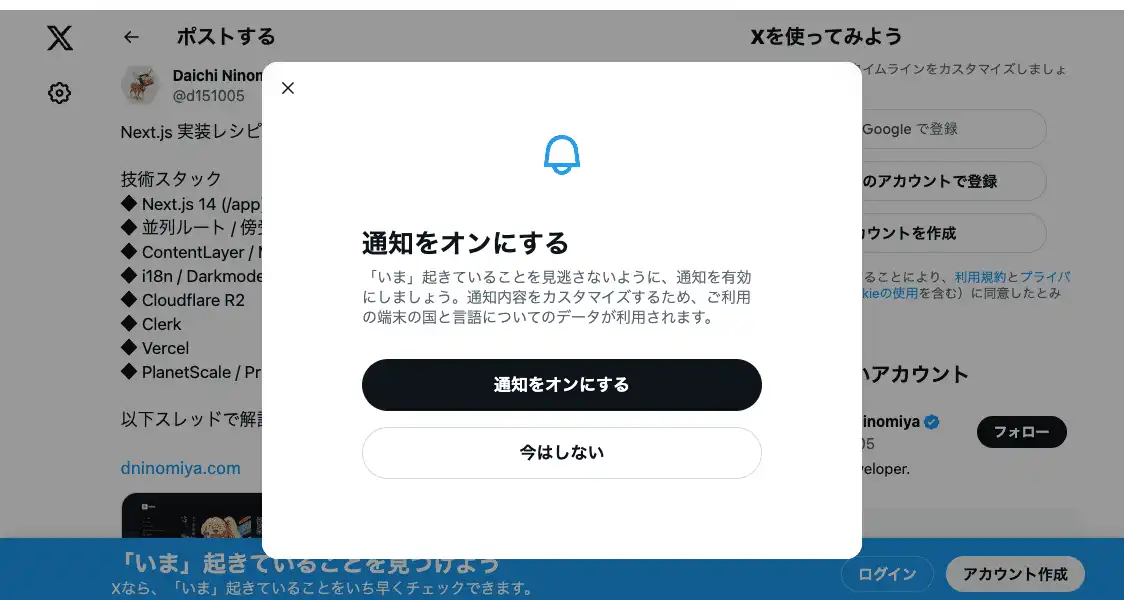 ポストする
Daichi Ninom
@d151005
Next.js 実装レシピ
技術スタック
◆ Next.js 14 (/app
◆ 並列ルート / 傍受
◆ ContentLayer /
◆ i18n / Darkmode
◆ Cloudflare R2
◆ Clerk
◆ Vercel
◆ PlanetScale / Pr
以下スレッドで解説
dninomiya.com
通知をオンにする
「いま」起きていることを見逃さないように、通知を有効
にしましょう。通知内容をカスタマイズするため、ご利用
の端末の国と言語についてのデータが利用されます。
通知をオンにする
今はしない
Xを使ってみよう
イムラインをカスタマイズしましょ
Google で登録
のアカウントで登録
カウントを作成
ることにより、利用規約とプライバ
kieの使用を含む）に同意したとみ
いアカウント
inomiya
05
フォロー
veloper.
「いま」起きていることを見つけよう
Xなら、「いま」起きていることをいち早くチェックできます。
ログイン
アカウント作成